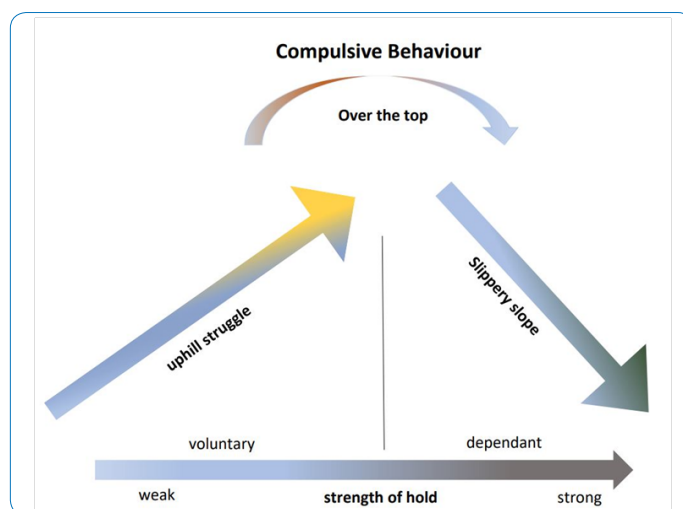 Compulsive Behaviour
Over the top
uphill struggle
Slippery slope
voluntary
dependant
weak
strength of hold
strong